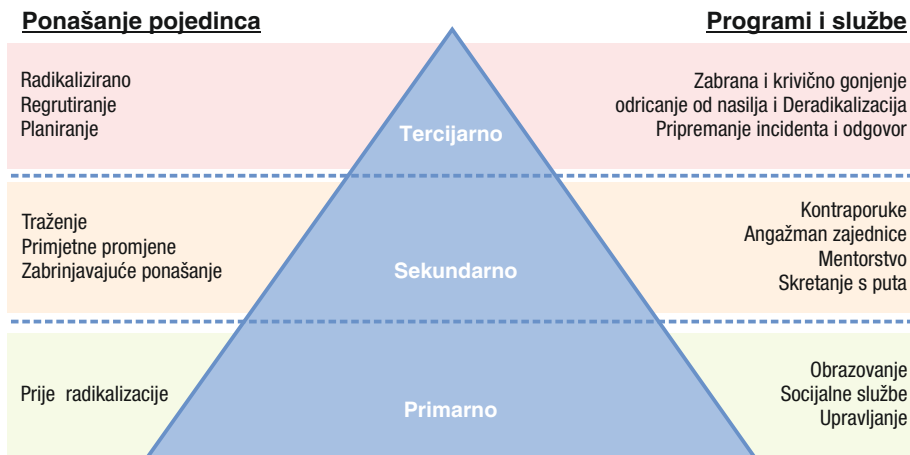 Ponašanje pojedinca
Programi i službe
Radikalizirano
Regrutiranje
Planiranje
Tercijarno
Zabrana i krivično gonjenje
odricanje od nasilja i Deradikalizacija
Pripremanje incidenta i odgovor
Traženje
Primjetne promjene
Zabrinjavajuće ponašanje
Sekundarno
Kontraporuke
Angažman zajednice
Mentorstvo
Skretanje s puta
Prije radikalizacije
Primarno
Obrazovanje
Socijalne službe
Upravljanje